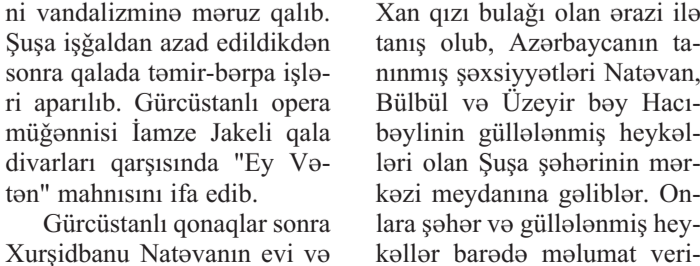 ni vandalizminə məruz qalıb.
Şuşa işğaldan azad edildikdən
sonra qalada təmir-bərpa işlə-
ri aparılıb. Gürcüstanlı opera
müğənnisi İamze Jakeli qala
divarları qarşısında "Ey Və-
tən" mahnısını ifa edib.
Gürcüstanlı qonaqlar sonra
Xurşidbanu Natəvanın evi və
Xan qızı bulağı olan ərazi ilə
tanış olub, Azərbaycanın ta-
nınmış şəxsiyyətləri Natəvan,
Bülbül və Üzeyir bəy Hacı-
bəylinin güllələnmiş heykəl-
ləri olan Şuşa şəhərinin mər-
kəzi meydanına gəliblər. On-
lara şəhər və güllələnmiş hey-
kəllər barədə məlumat veri-